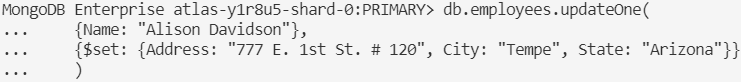 MongoDB Enterprise atlas-y1r8u5-shard-0:PRIMARY> db.employees.updateOne(
...     {Name: "Alison Davidson"},
...     {$set: {Address: "777 E. 1st St. # 120", City: "Tempe", State: "Arizona"}}
...     )